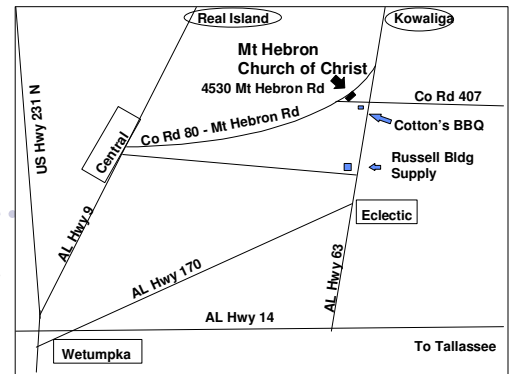 Real Island
Kowaliga
Mt Hebron
Church of Christ
4530 Mt Hebron Rd
US Hwy 231 N
Co Rd 407
Co Rd 80 - Mt Hebron Rd
Cotton's BBQ
Central
Russell Bldg
Supply
AL Hwy 9
Eclectic
AL Hwy 170
AL Hwy 63
AL Hwy 14
Wetumpka
To Tallassee